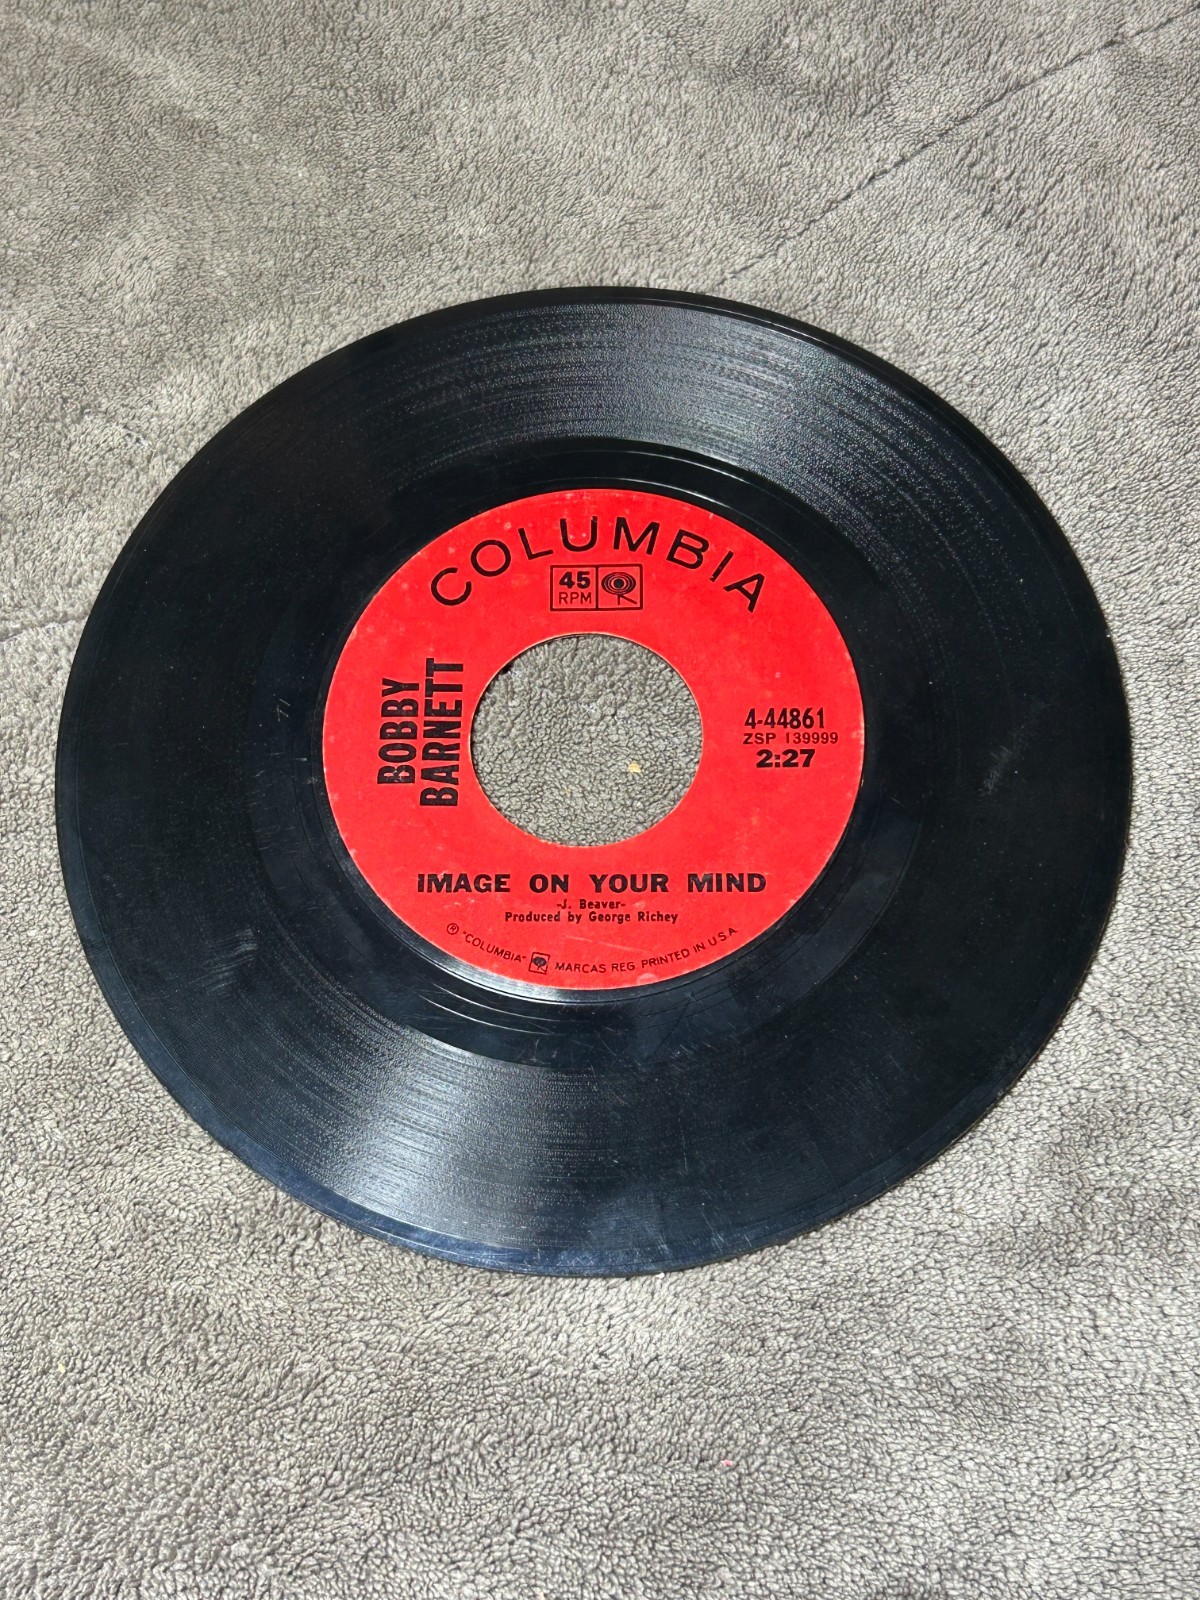 COLUMBIA
45
RPM
BOBBY
BARNETT
4-44861
ZSP 139999
2:27
IMAGE ON YOUR MIND
-J. Beaver-
Produced by George Richey
Ⓡ "COLUMBIA" MARCAS REG. PRINTED IN U.S.A.